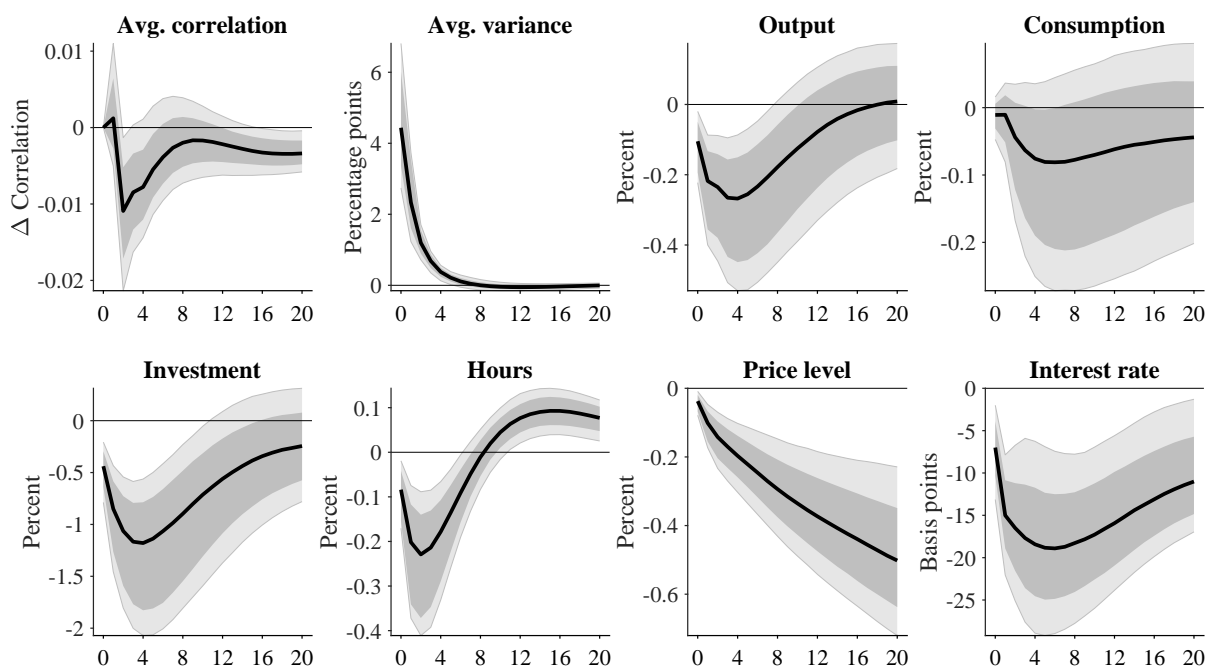 Avg. correlation
Δ Correlation
0.01
0
-0.01
-0.02
0 4 8 12 16 20
Avg. variance
Percentage points
6
4
2
0
0 4 8 12 16 20
Output
Percent
0
-0.2
-0.4
0 4 8 12 16 20
Consumption
Percent
0
-0.1
-0.2
0 4 8 12 16 20
Investment
Percent
0
-0.5
-1
-1.5
-2
0 4 8 12 16 20
Hours
Percent
0.1
0
-0.1
-0.2
-0.3
-0.4
0 4 8 12 16 20
Price level
Percent
0
-0.2
-0.4
-0.6
0 4 8 12 16 20
Interest rate
Basis points
0
-5
-10
-15
-20
-25
0 4 8 12 16 20